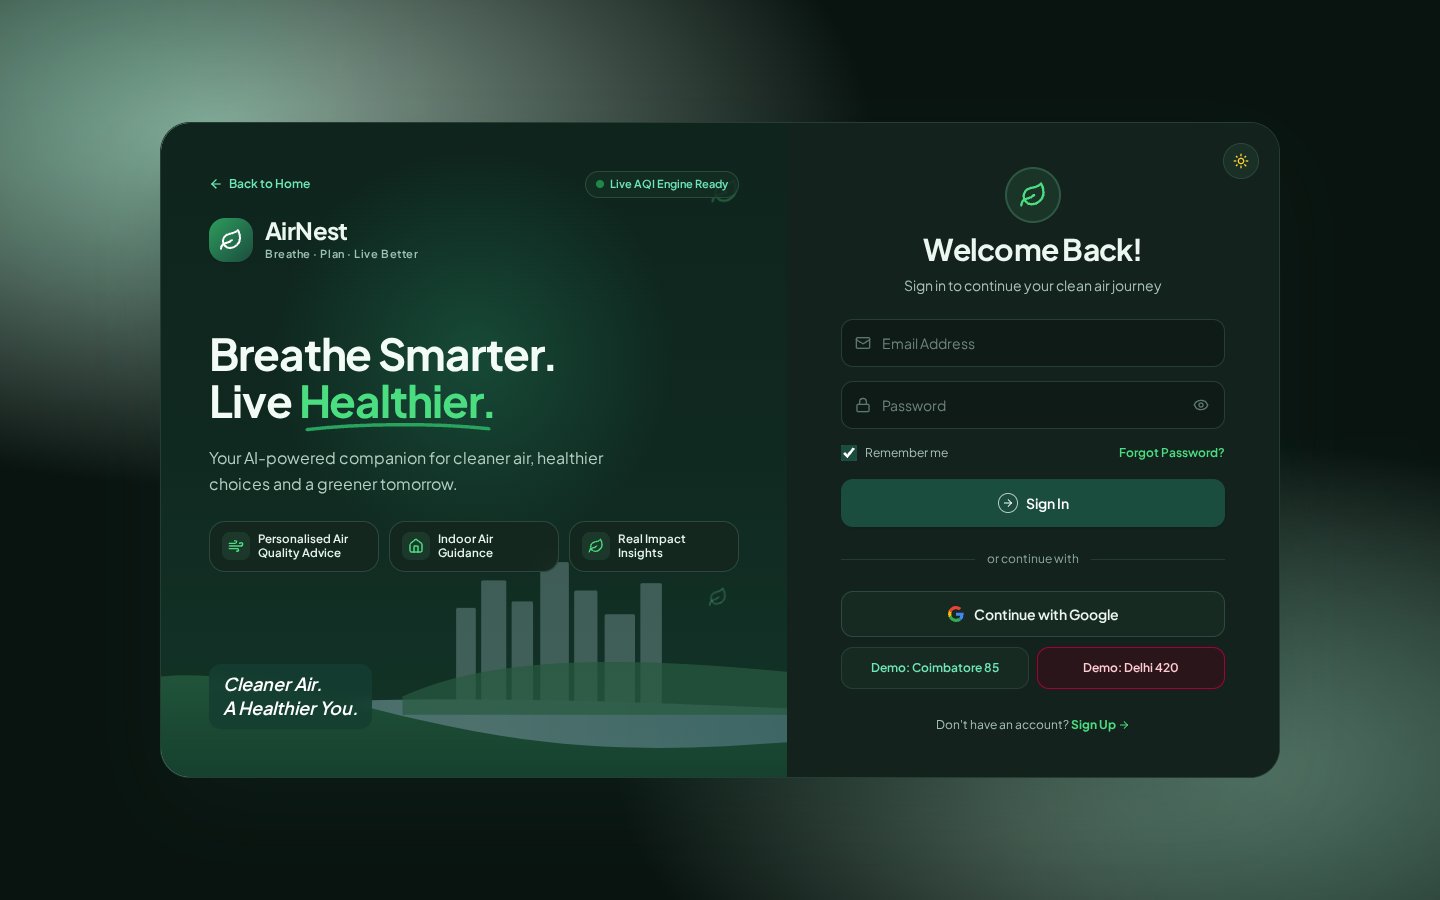 Back to Home
Live AQI Engine Ready
AirNest
Breathe · Plan · Live Better
Breathe Smarter.
Live Healthier.
Your AI-powered companion for cleaner air, healthier
choices and a greener tomorrow.
Personalised Air
Quality Advice
Indoor Air
Guidance
Real Impact
Insights
Cleaner Air.
A Healthier You.
Welcome Back!
Sign in to continue your clean air journey
Email Address
Password
Remember me
Forgot Password?
Sign In
or continue with
Continue with Google
Demo: Coimbatore 85
Demo: Delhi 420
Don't have an account? Sign Up →